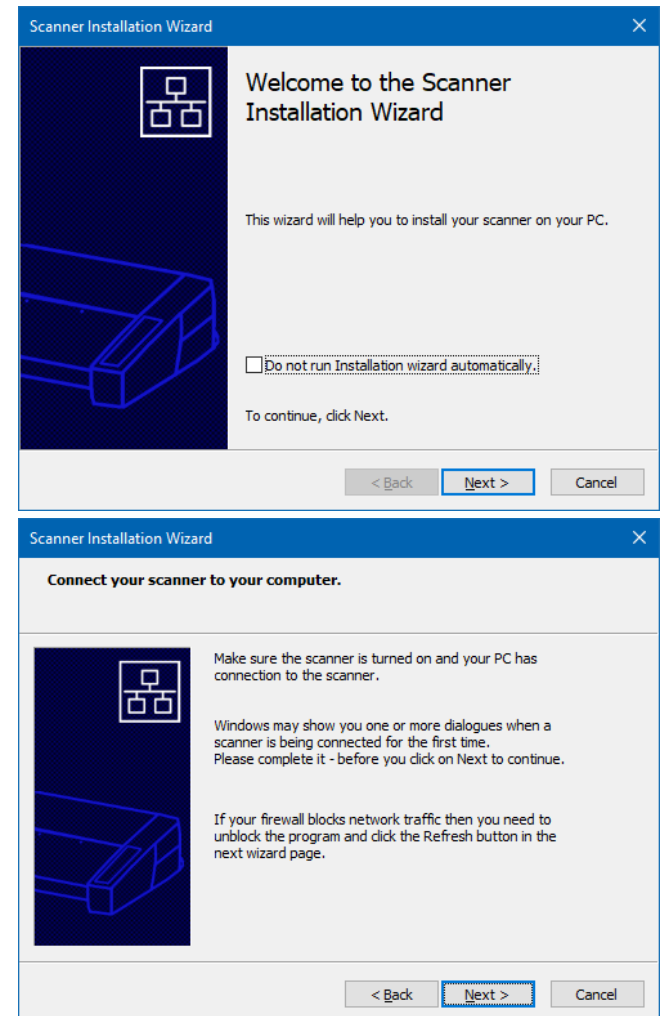 Scanner Installation Wizard
Welcome to the Scanner
Installation Wizard
This wizard will help you to install your scanner on your PC.
Do not run Installation wizard automatically.
To continue, click Next.
< Back Next > Cancel
Scanner Installation Wizard
Connect your scanner to your computer.
Make sure the scanner is turned on and your PC has
connection to the scanner.
Windows may show you one or more dialogues when a
scanner is being connected for the first time.
Please complete it - before you click on Next to continue.
If your firewall blocks network traffic then you need to
unblock the program and click the Refresh button in the
next wizard page.
< Back Next > Cancel